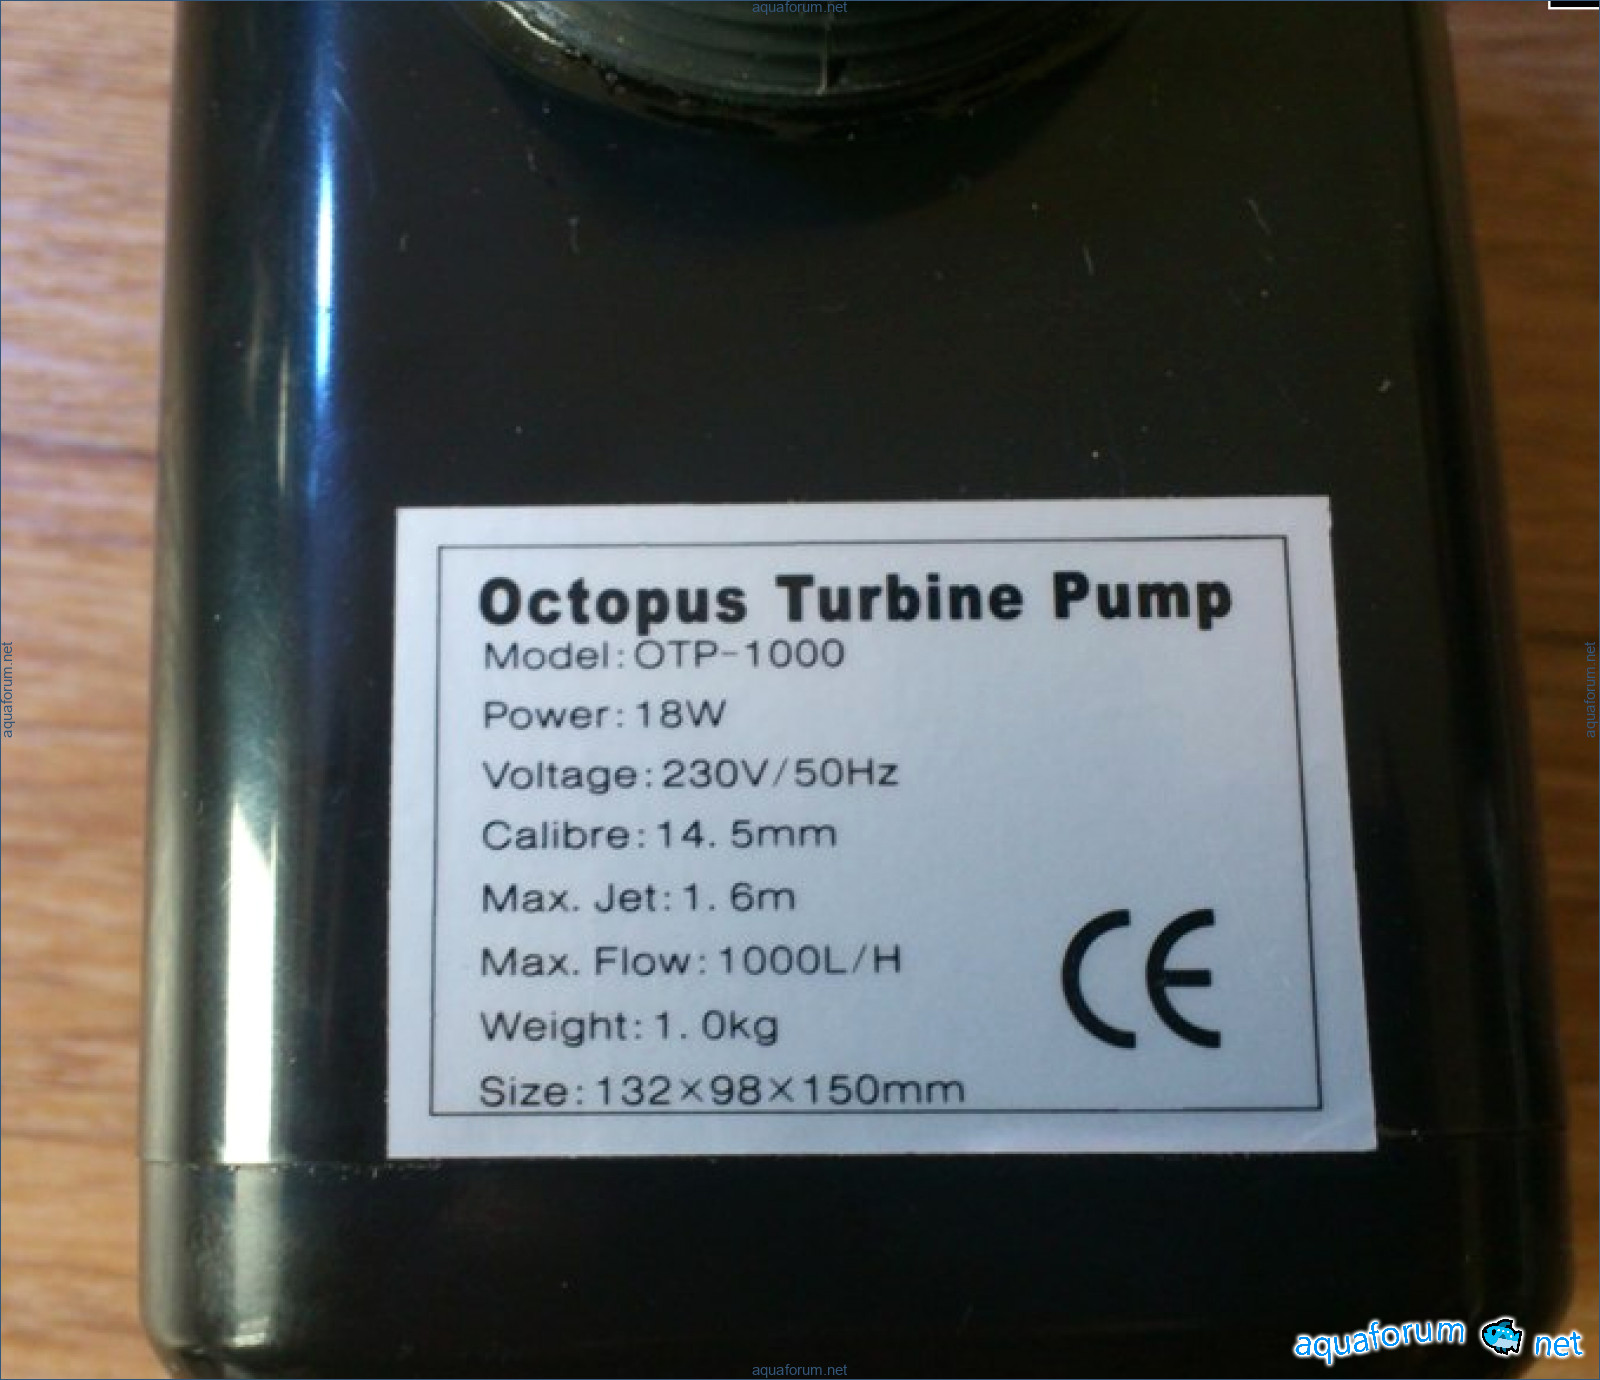 aquaforum.net
Octopus Turbine Pump
Model:OTP-1000
Power:18W
Voltage:230V/50Hz
Calibre:14. 5mm
Max. Jet:1. 6m
Max. Flow:1000L/H
Weight:1. 0kg
Size:132×98×150mm
CE
aquaforum.net
aquaforum.net
aquaforum net
aquaforum.net